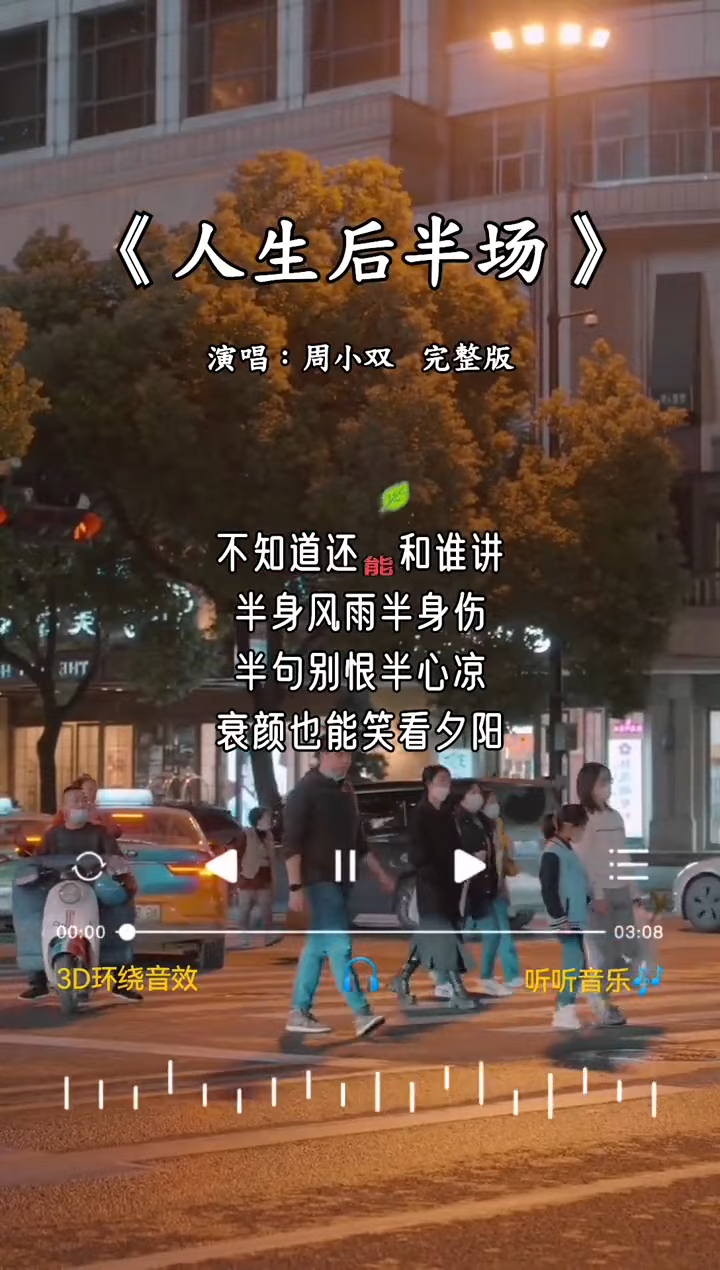 《人生后半场》
演唱：周小双 完整版
不知道还能和谁讲
半身风雨半身伤
半句别恨半心凉
衰颜也能笑看夕阳
00:00 03:08
3D环绕音效 听听音乐